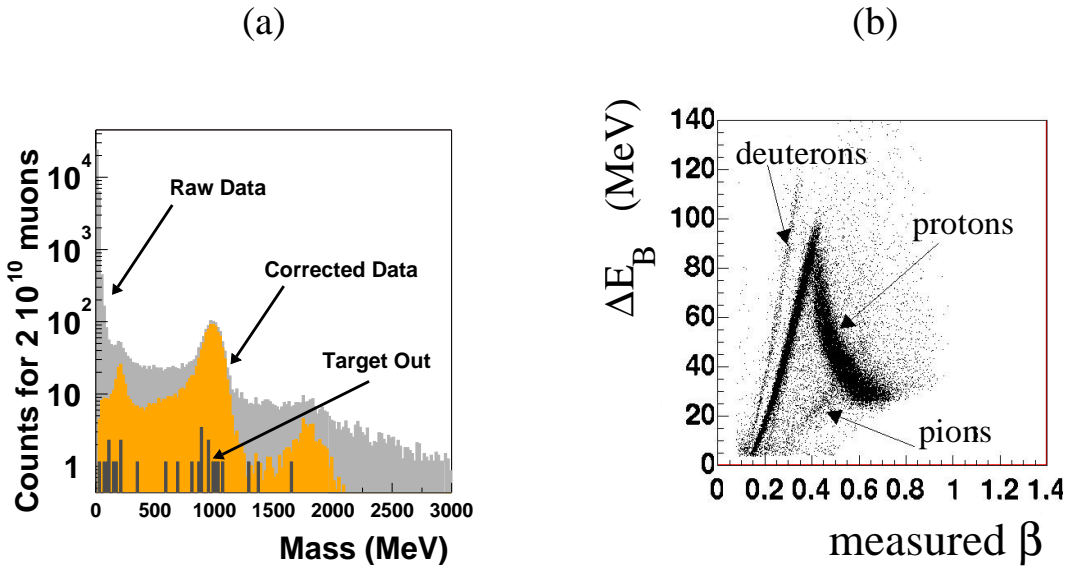 (a)
(b)
Counts for 2 10 10 muons
10 4
10 3
10 2
10
1
Raw Data
Corrected Data
Target Out
0 500 1000 1500 2000 2500 3000
Mass (MeV)
ΔE_B (MeV)
140
120
100
80
60
40
20
0
deuterons
protons
pions
0 0.2 0.4 0.6 0.8 1 1.2 1.4
measured β